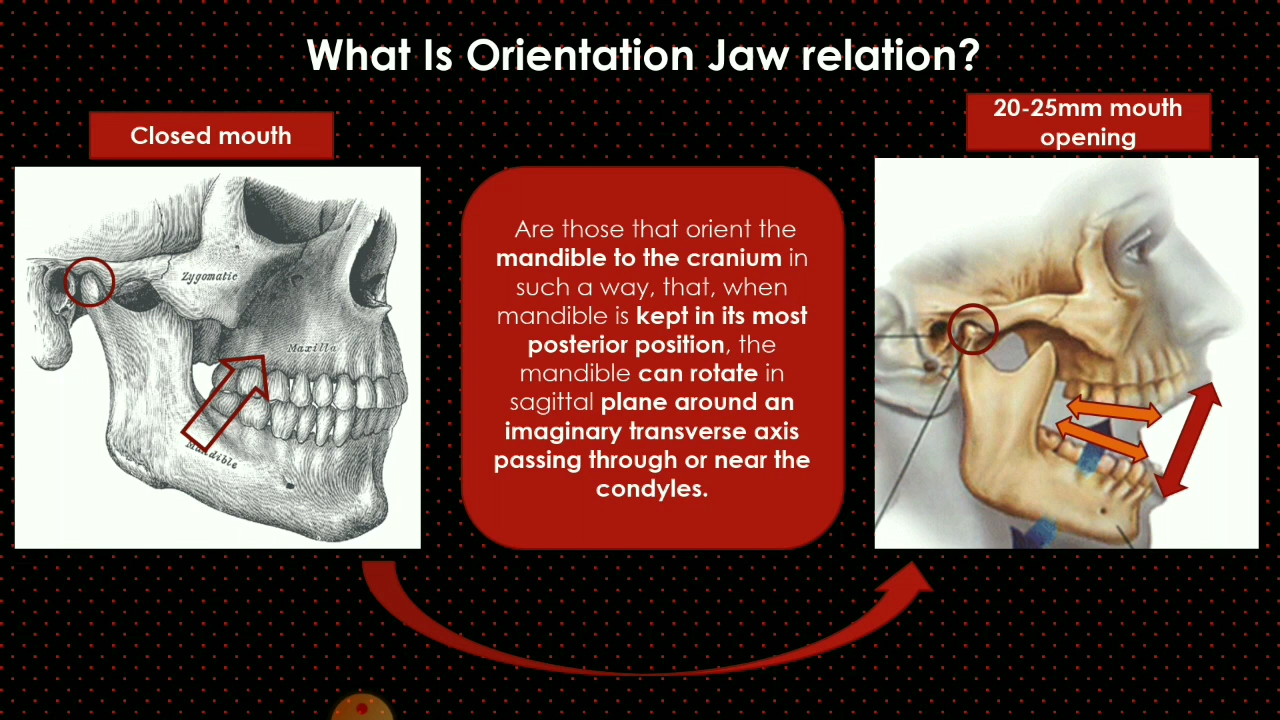 What Is Orientation Jaw relation?
Closed mouth
20-25mm mouth
opening
Zygomatic
Maxilla
Mandible
Are those that orient the
mandible to the cranium in
such a way, that, when
mandible is kept in its most
posterior position, the
mandible can rotate in
sagittal plane around an
imaginary transverse axis
passing through or near the
condyles.